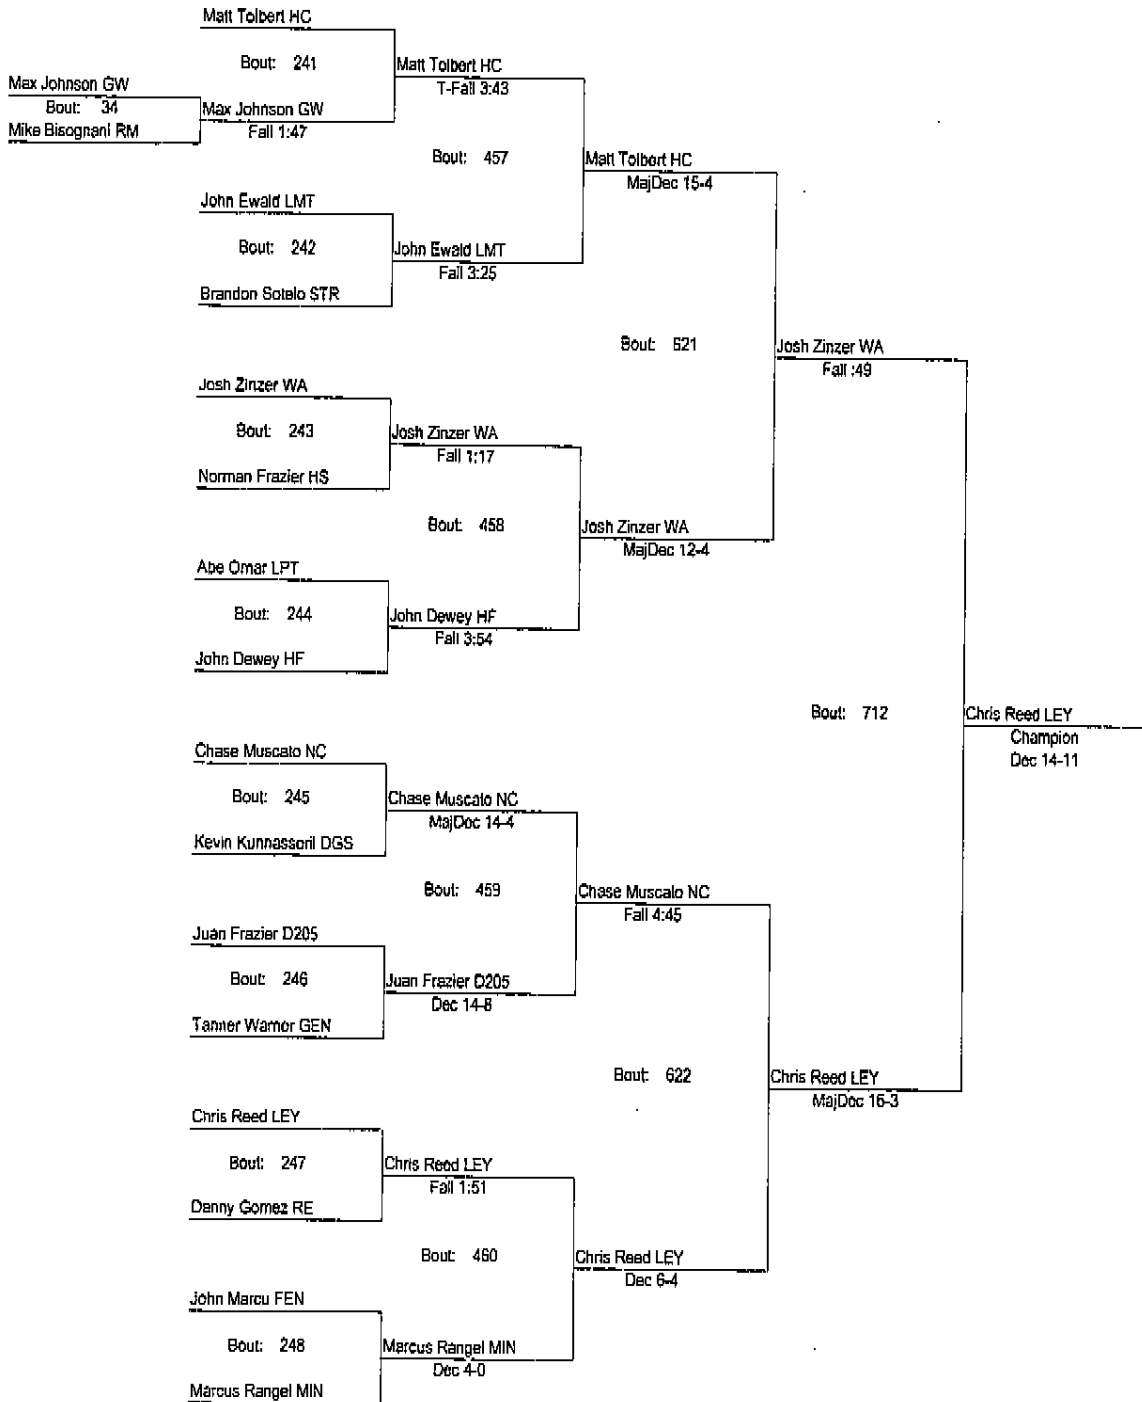 Matt Tolbert HC
Bout: 241
Matt Tolbert HC
T-Fall 3:43
Max Johnson GW
Bout: 34
Max Johnson GW
Fall 1:47
Mike Bisognani RM
Bout: 457
Matt Tolbert HC
MajDec 15-4
John Ewald LMT
Bout: 242
John Ewald LMT
Fall 3:25
Brandon Sotelo STR
Bout: 621
Josh Zinzer WA
Fall :49
Josh Zinzer WA
Bout: 243
Josh Zinzer WA
Fall 1:17
Norman Frazier HS
Bout: 458
Josh Zinzer WA
MajDec 12-4
Abe Omar LPT
Bout: 244
John Dewey HF
Fall 3:54
John Dewey HF
Bout: 712
Chris Reed LEY
Champion
Dec 14-11
Chase Muscato NC
Bout: 245
Chase Muscato NC
MajDec 14-4
Kevin Kunnasseril DGS
Bout: 459
Chase Muscato NC
Fall 4:45
Juan Frazier D205
Bout: 246
Juan Frazier D205
Dec 14-8
Tanner Warnor GEN
Bout: 622
Chris Reed LEY
MajDec 16-3
Chris Reed LEY
Bout: 247
Chris Reed LEY
Fall 1:51
Danny Gomez RE
Bout: 460
Chris Reed LEY
Dec 6-4
John Marcu FEN
Bout: 248
Marcus Rangel MIN
Dec 4-0
Marcus Rangel MIN